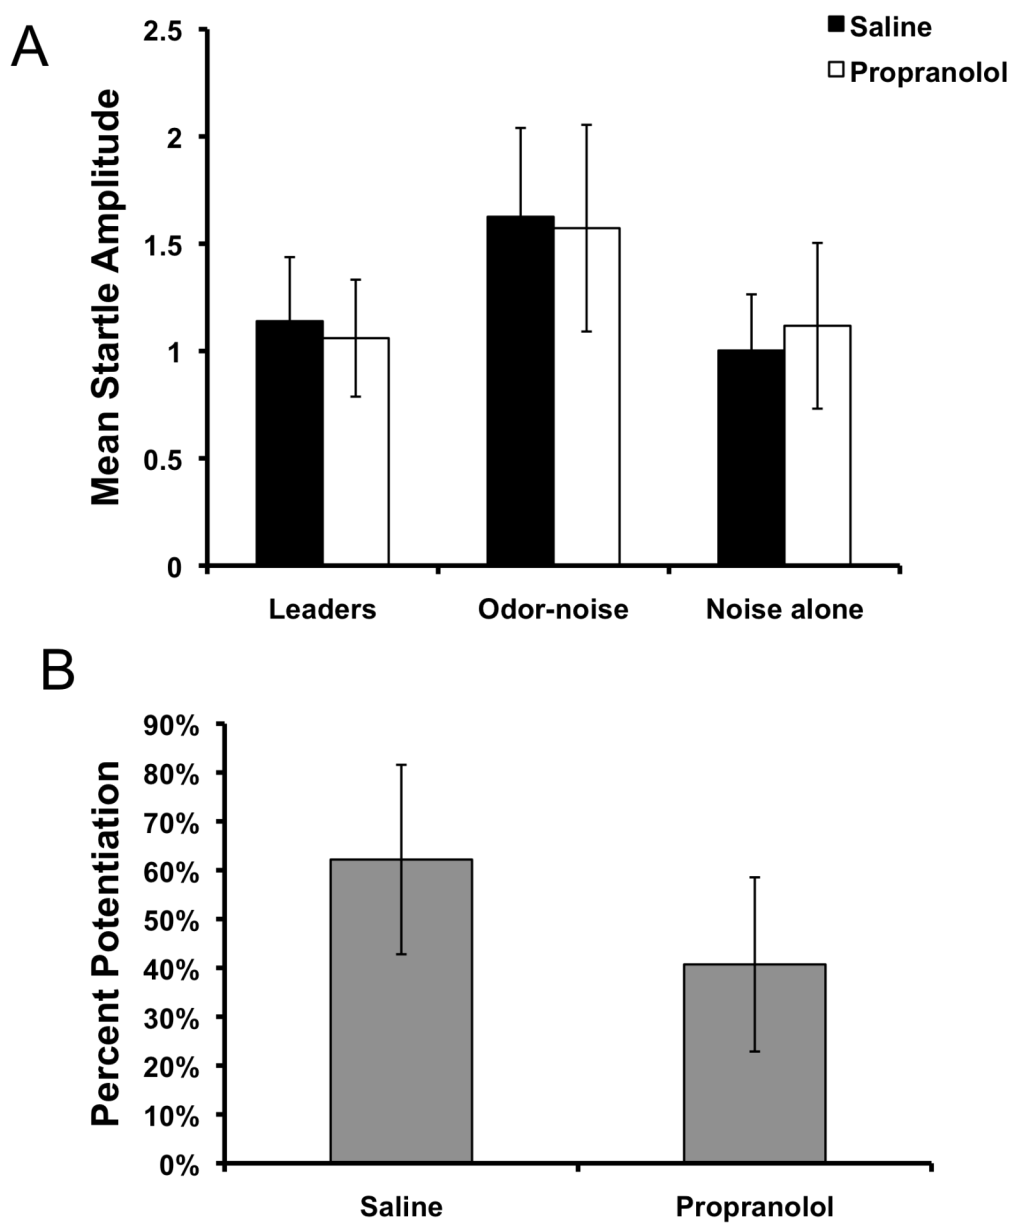 A
Saline
Propranolol
Mean Startle Amplitude
2.5
2
1.5
1
0.5
0
Leaders Odor-noise Noise alone
B
Percent Potentiation
90%
80%
70%
60%
50%
40%
30%
20%
10%
0%
Saline Propranolol